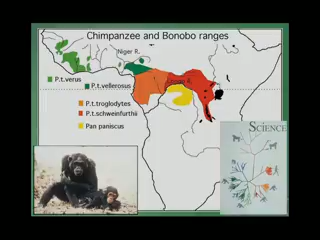 Chimpanzee and Bonobo ranges
Niger R.
P.t.verus
P.t.vellerosus
P.t.troglodytes
P.t.schweinfurthii
Pan paniscus
SCIENCE